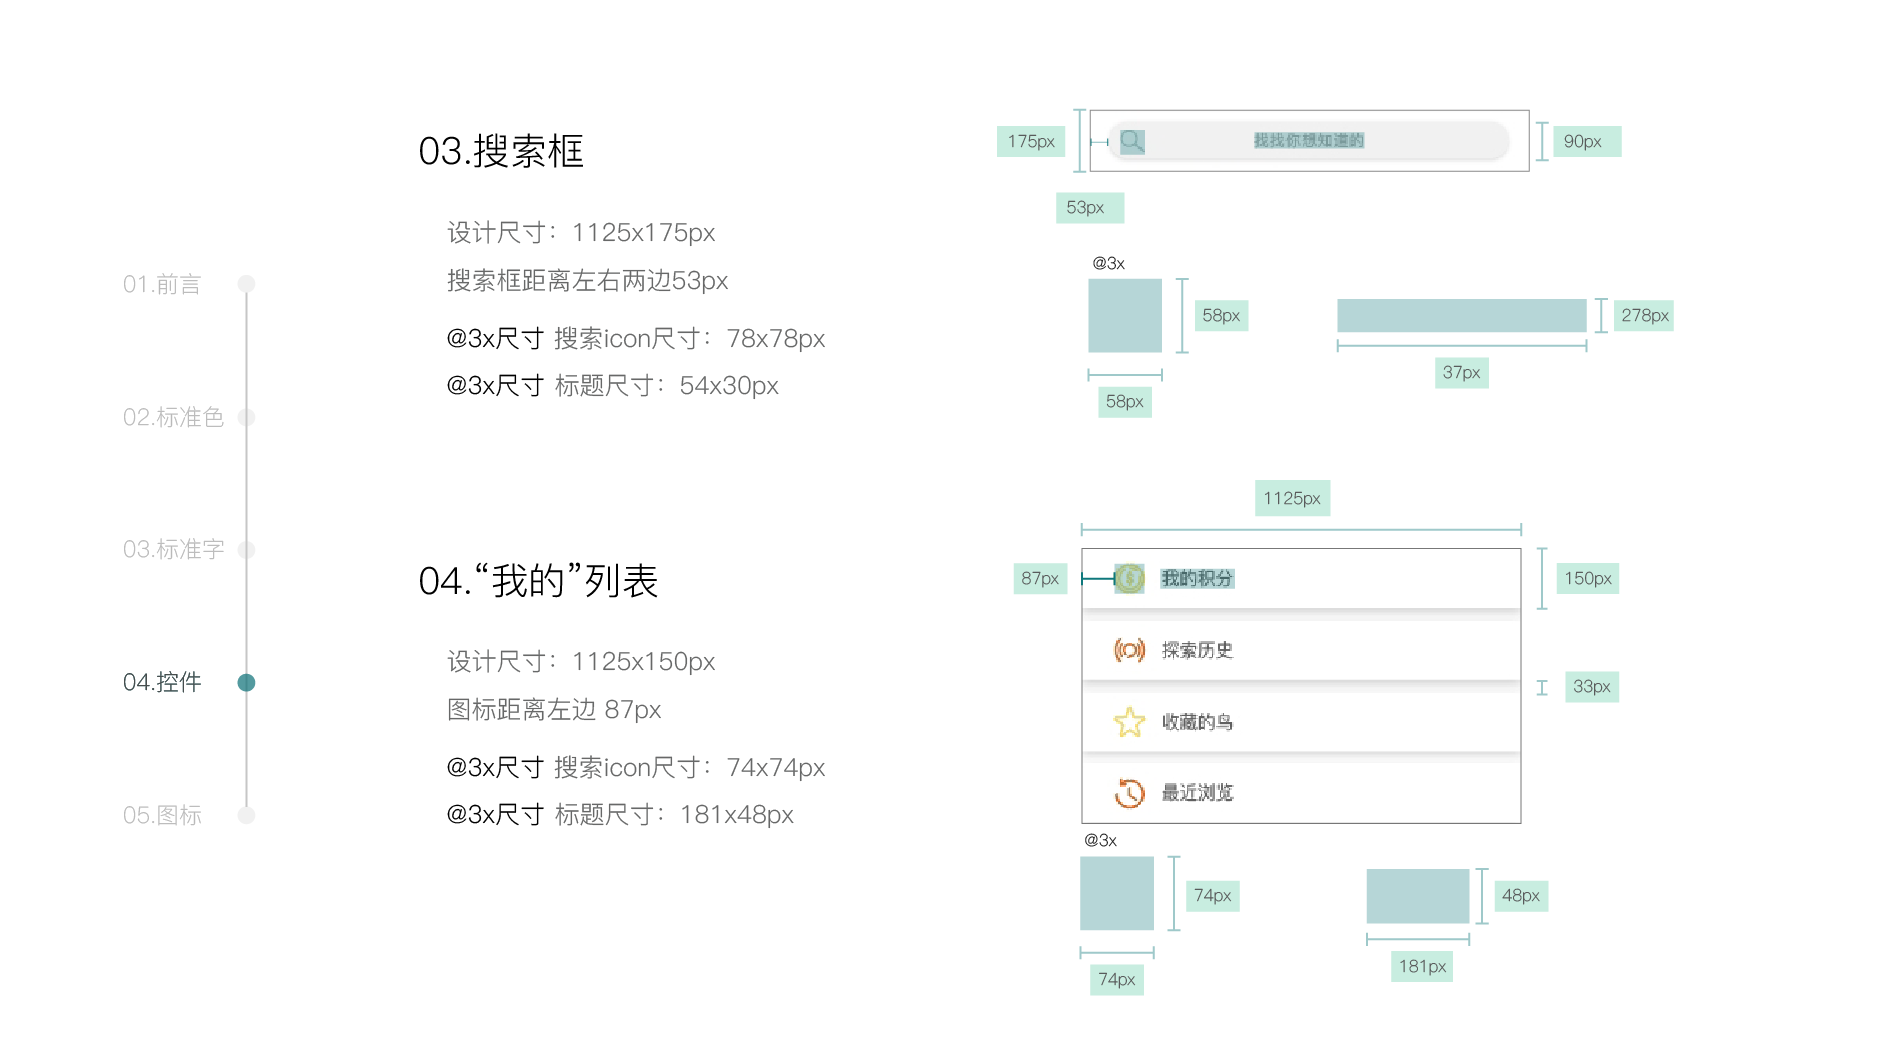 01.前言
02.标准色
03.标准字
04.控件
05.图标
03.搜索框
设计尺寸：1125x175px
搜索框距离左右两边53px
@3x尺寸 搜索icon尺寸：78x78px
@3x尺寸 标题尺寸：54x30px
175px
找找你想知道的
90px
53px
@3x
58px
58px
278px
37px
04.“我的”列表
设计尺寸：1125x150px
图标距离左边 87px
@3x尺寸 搜索icon尺寸：74x74px
@3x尺寸 标题尺寸：181x48px
1125px
87px
我的积分
150px
探索历史
33px
收藏的鸟
最近浏览
@3x
74px
74px
48px
181px